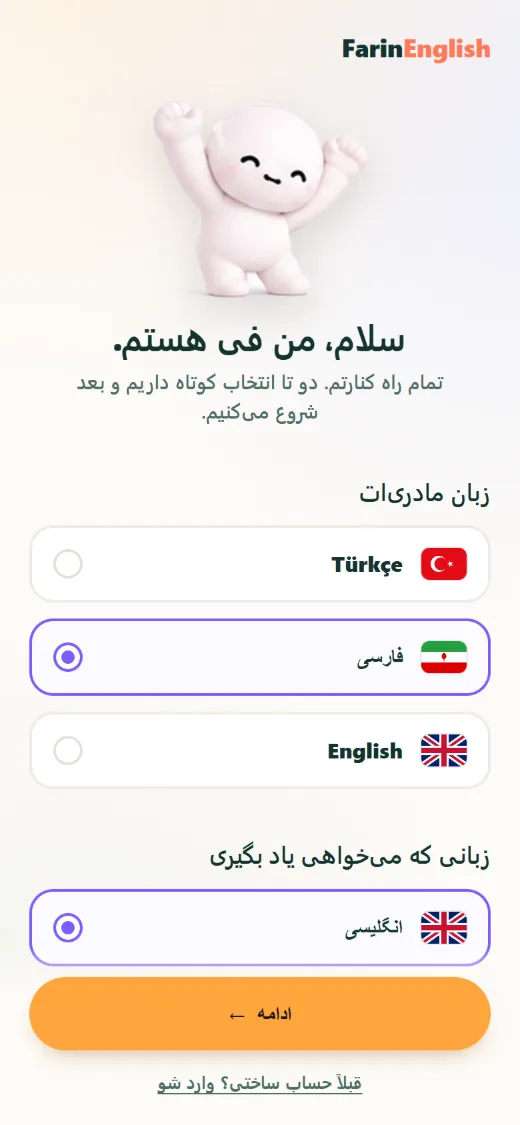 FarinEnglish
سلام، من فی هستم.
تمام راه کنارتم. دو تا انتخاب کوتاه داریم و بعد
شروع می‌کنیم.
زبان مادری‌ات
Türkçe
فارسی
English
زبانی که می‌خواهی یاد بگیری
انگلیسی
ادامه ←
قبلاً حساب ساختی؟ وارد شو